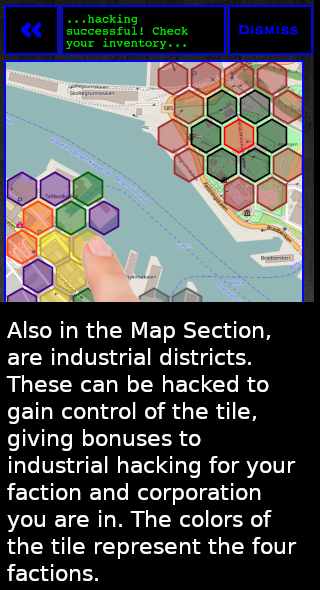 ...hacking
successful! Check
your inventory...
Dismiss
Also in the Map Section,
are industrial districts.
These can be hacked to
gain control of the tile,
giving bonuses to
industrial hacking for your
faction and corporation
you are in. The colors of
the tile represent the four
factions.